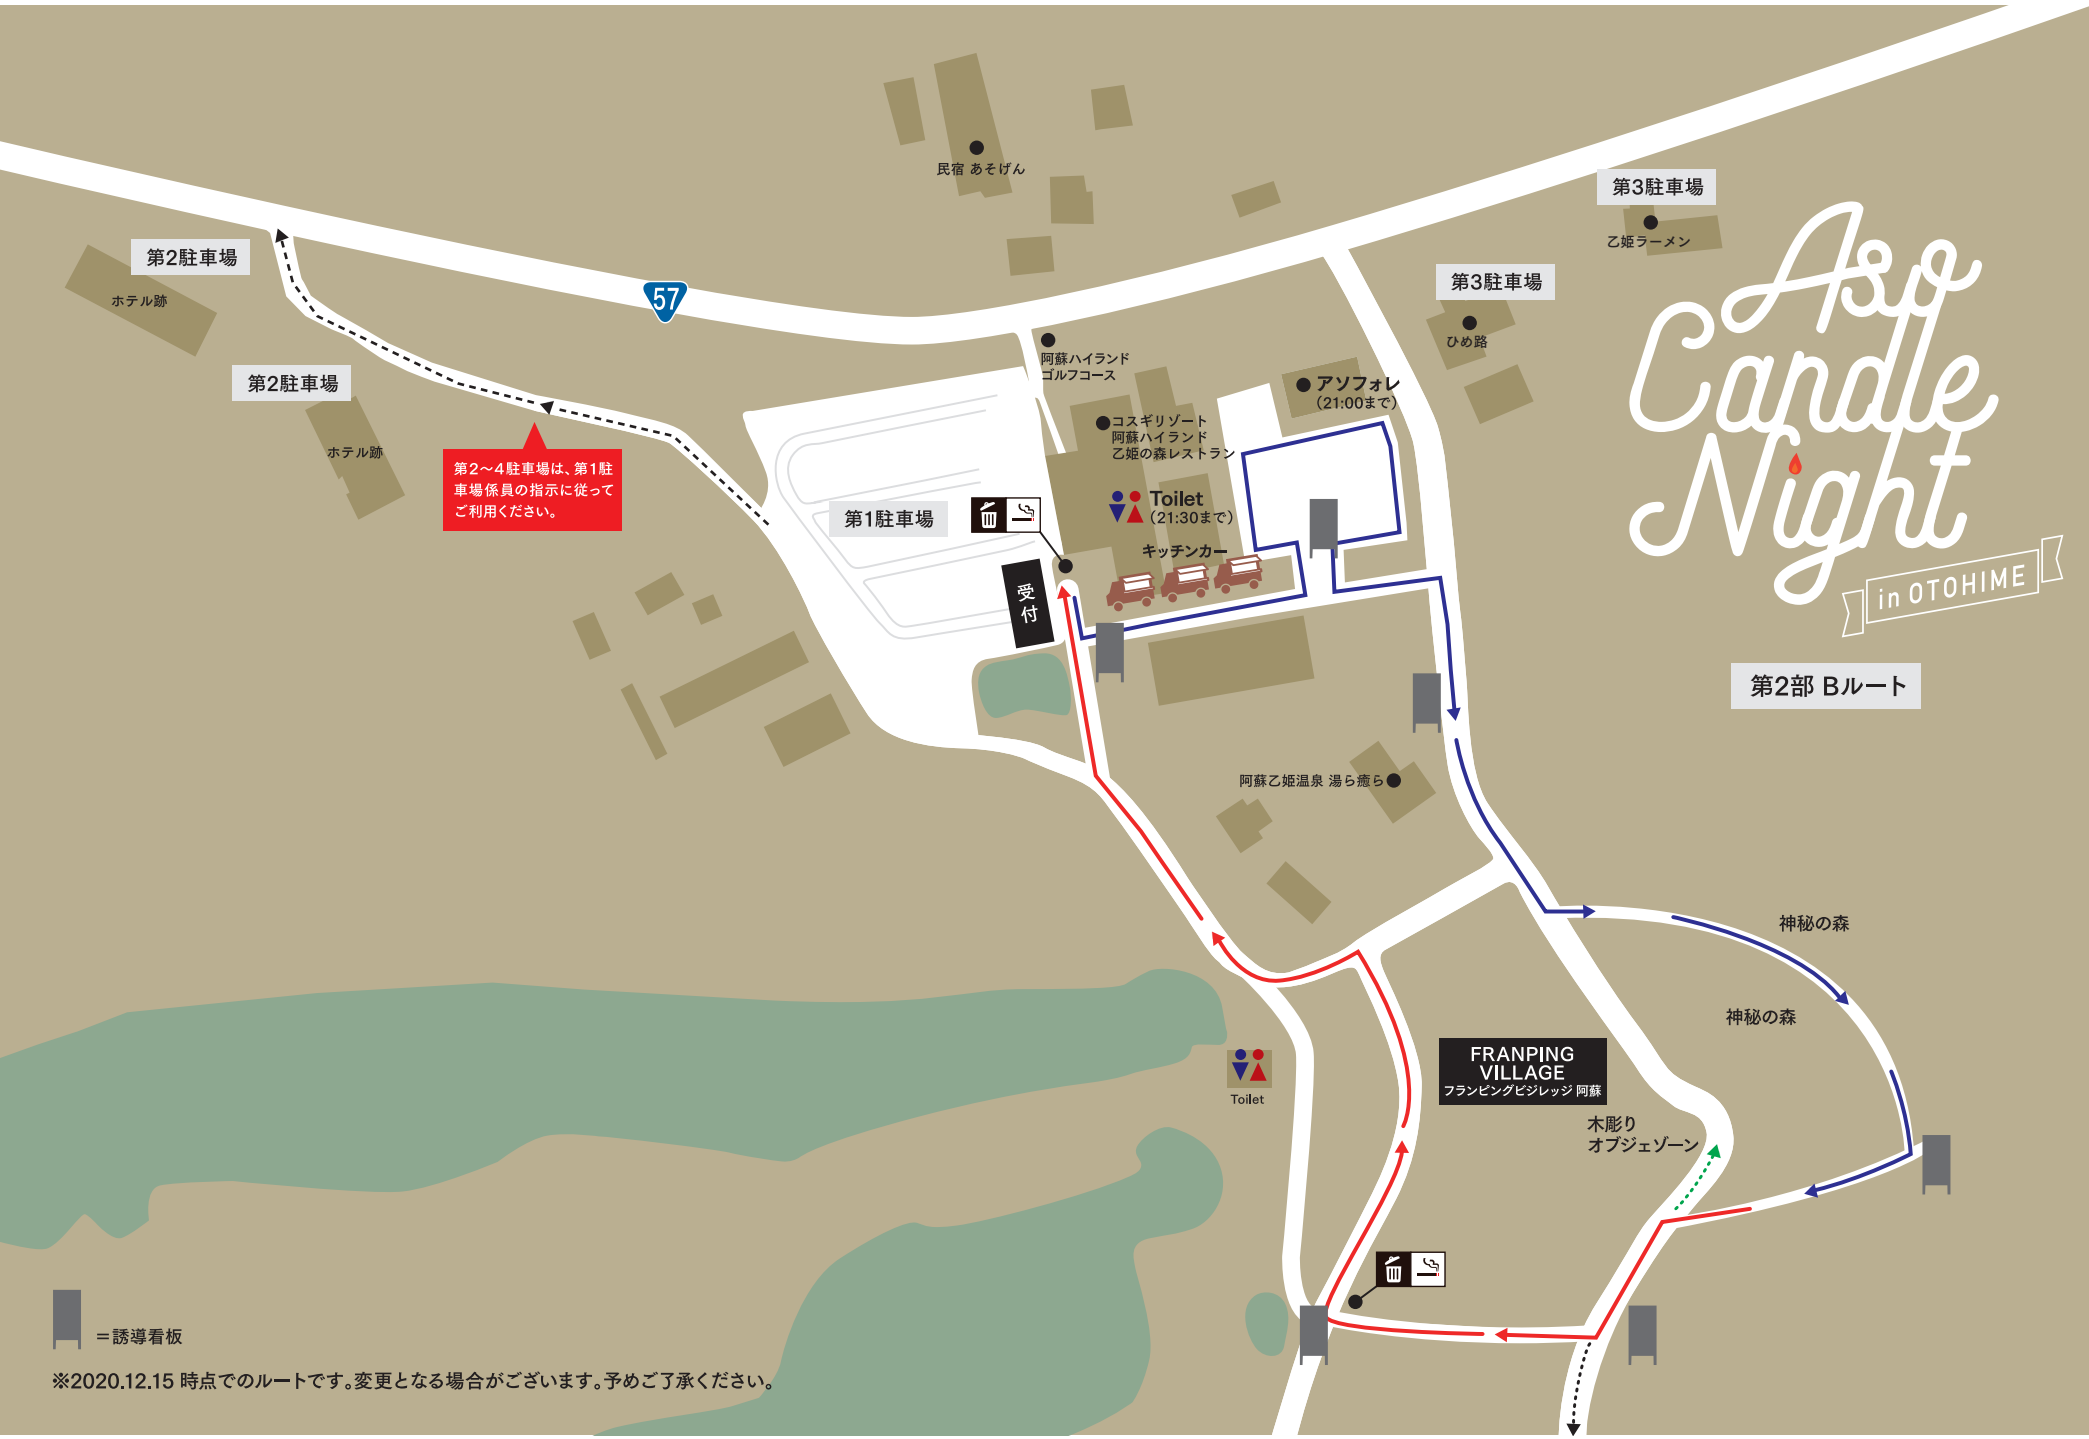 民宿 あそげん
第3駐車場
乙姫ラーメン
第2駐車場
ホテル跡
57
第3駐車場
ひめ路
Aso
Candle
Night
in OTOHIME
阿蘇ハイランド
ゴルフコース
第2駐車場
ホテル跡
アソフォレ
(21:00まで)
コスギリゾート
阿蘇ハイランド
乙姫の森レストラン
第2〜4駐車場は、第1駐
車場係員の指示に従って
ご利用ください。
第1駐車場
Toilet
(21:30まで)
キッチンカー
受付
第2部 Bルート
阿蘇乙姫温泉 湯ら癒ら
神秘の森
神秘の森
FRANPING
VILLAGE
フランピングビジレッジ 阿蘇
Toilet
木彫り
オブジェゾーン
=誘導看板
※2020.12.15 時点でのルートです。変更となる場合がございます。予めご了承ください。